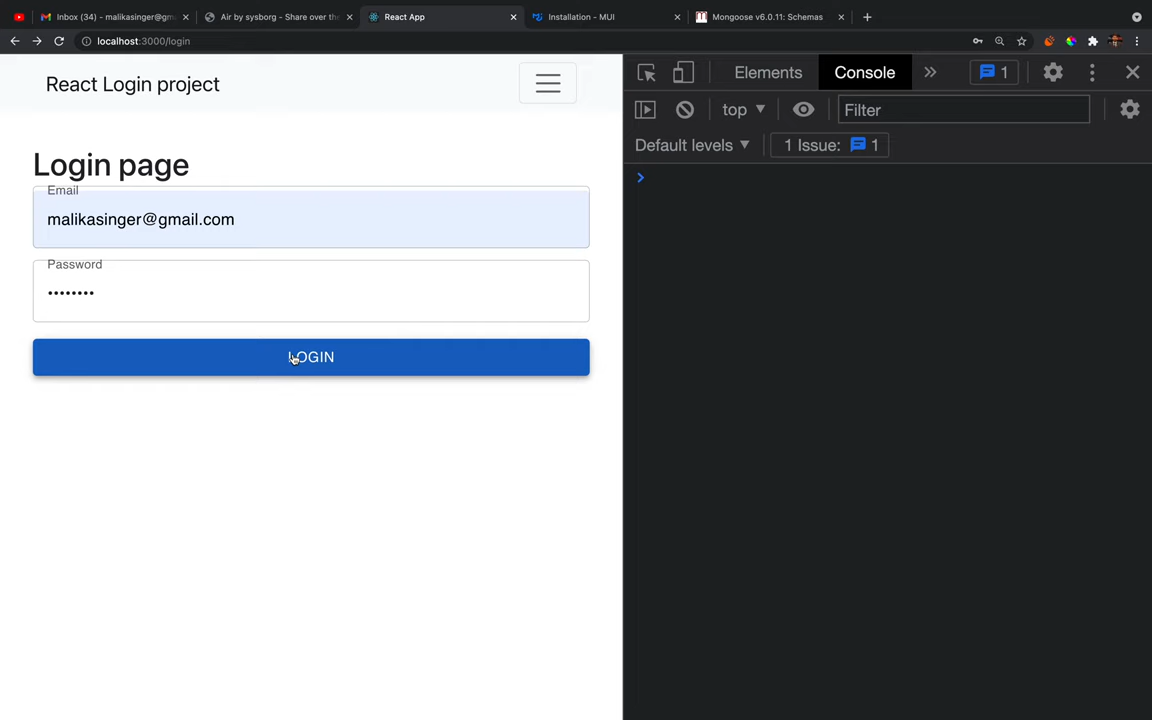 Inbox (34) - malikasinger@gm
Air by sysborg - Share over the
React App
Installation - MUI
Mongoose v6.0.11: Schemas
localhost:3000/login
React Login project
Elements
Console
1
top
Filter
Default levels
1 Issue:
1
Login page
Email
malikasinger@gmail.com
Password
••••••••
LOGIN